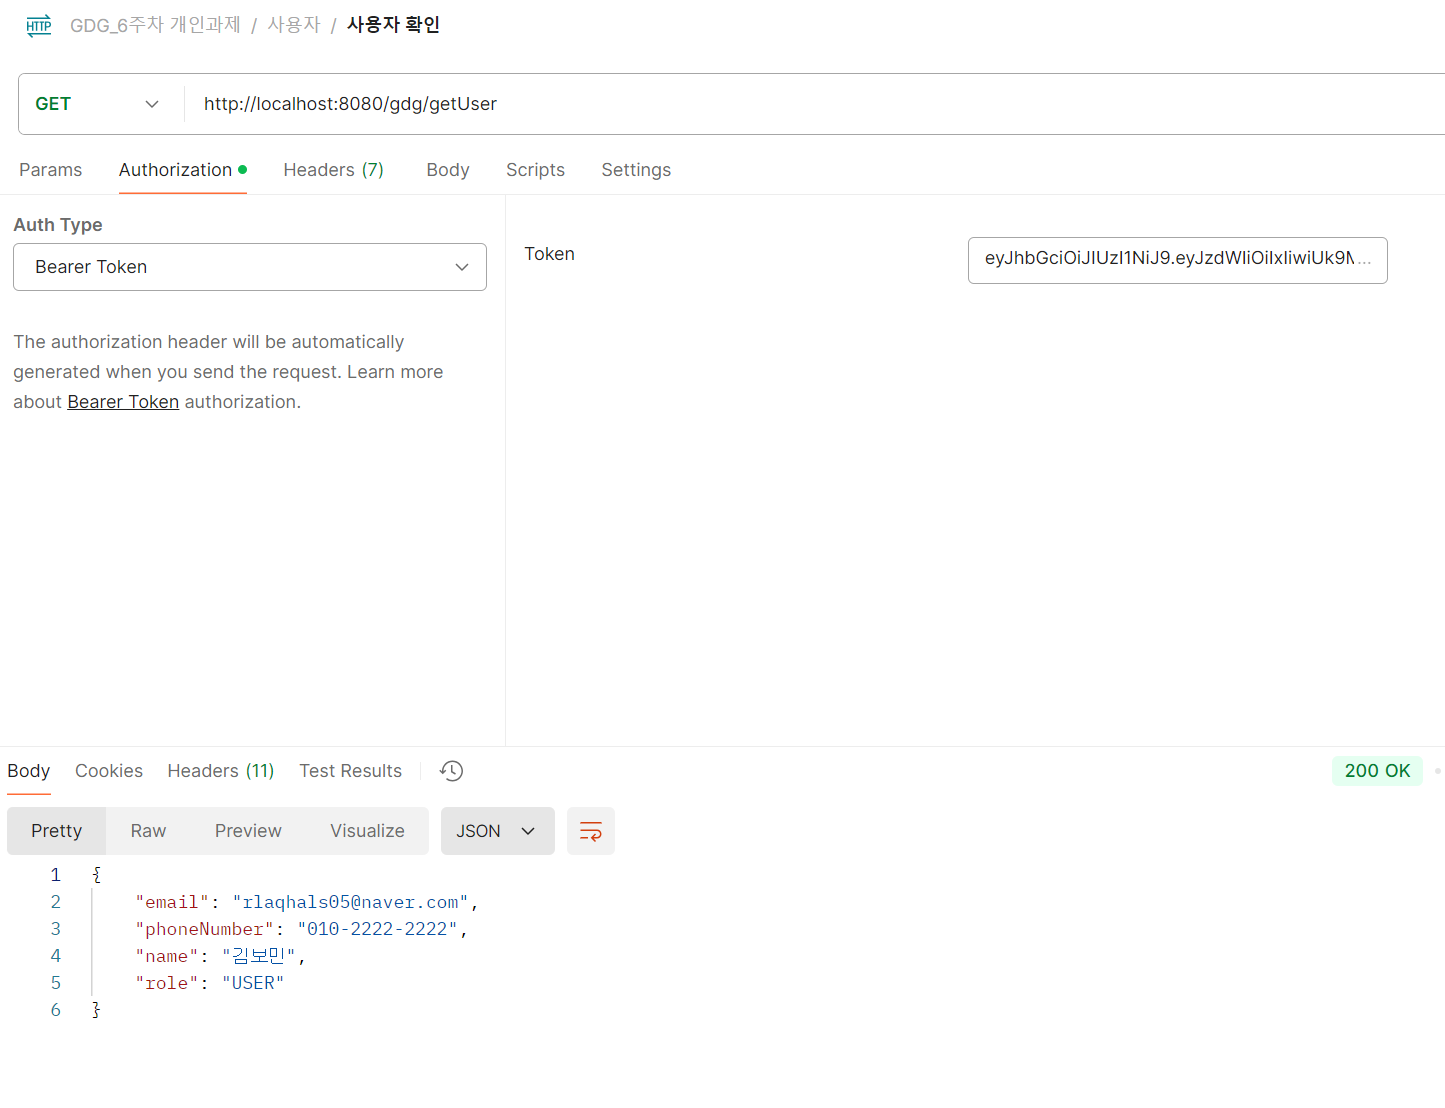 HTTP GDG_6주차 개인과제 / 사용자 / 사용자 확인
GET http://localhost:8080/gdg/getUser
Params Authorization Headers (7) Body Scripts Settings
Auth Type
Bearer Token
The authorization header will be automatically
generated when you send the request. Learn more
about Bearer Token authorization.
Token
eyJhbGciOiJIUzI1NiJ9.eyJzdWIiOiIxIiwiUk9M...
Body Cookies Headers (11) Test Results
200 OK
Pretty Raw Preview Visualize JSON
1 {
2 "email": "rlaqhals05@naver.com",
3 "phoneNumber": "010-2222-2222",
4 "name": "김보민",
5 "role": "USER"
6 }